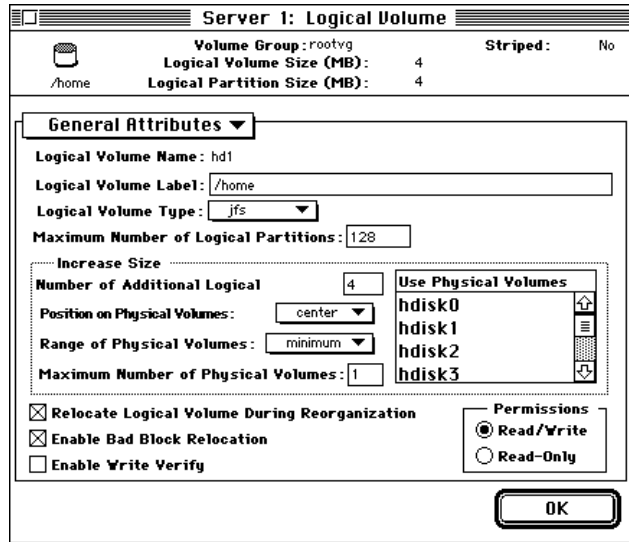 Server 1: Logical Volume
Volume Group: rootvg Striped: No
Logical Volume Size (MB): 4
/home Logical Partition Size (MB): 4
General Attributes
Logical Volume Name: hd1
Logical Volume Label: /home
Logical Volume Type: jfs
Maximum Number of Logical Partitions: 128
Increase Size
Number of Additional Logical 4 Use Physical Volumes
Position on Physical Volumes: center hdisk0
hdisk1
Range of Physical Volumes: minimum hdisk2
Maximum Number of Physical Volumes: 1 hdisk3
Relocate Logical Volume During Reorganization Permissions
Enable Bad Block Relocation Read/Write
Enable Write Verify Read-Only
OK